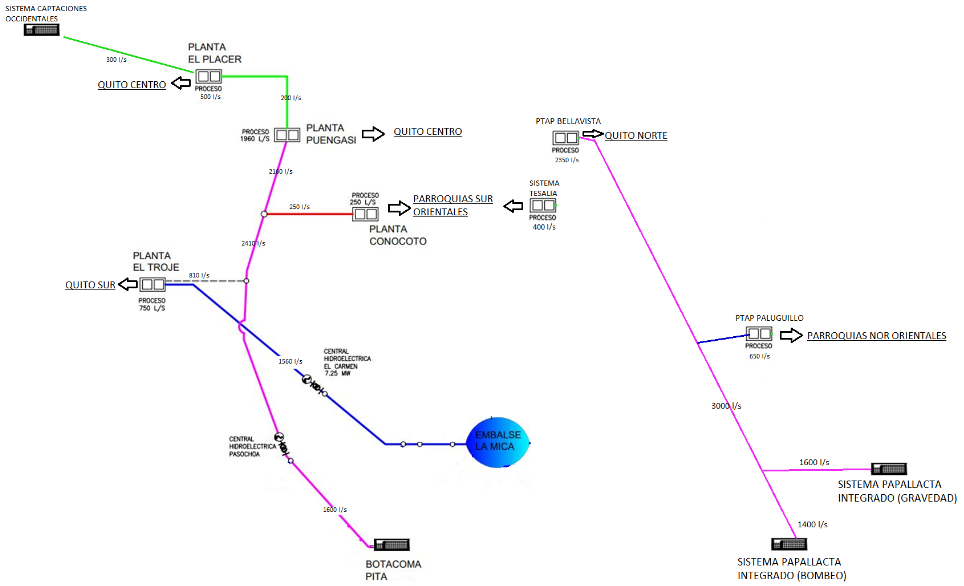 SISTEMA CAPTACIONES
OCCIDENTALES
300 l/s
PLANTA
EL PLACER
PROCESO
500 l/s
QUITO CENTRO
200 l/s
PROCESO
1960 L/S
PLANTA
PUENGASI
QUITO CENTRO
2160 l/s
250 l/s
PROCESO
250 L/S
PLANTA
CONOCOTO
PARROQUIAS SUR
ORIENTALES
SISTEMA
TESALIA
PROCESO
400 l/s
2410 l/s
PLANTA
EL TROJE
QUITO SUR
PROCESO
750 L/S
810 l/s
1560 l/s
CENTRAL
HIDROELECTRICA
EL CARMEN
7.25 MW
EMBALSE
LA MICA
CENTRAL
HIDROELECTRICA
PASOCHOA
1600 l/s
BOTACOMA
PITA
PTAP BELLAVISTA
PROCESO
2350 l/s
QUITO NORTE
PTAP PALUGUILLO
PROCESO
650 l/s
PARROQUIAS NOR ORIENTALES
3000 l/s
1600 l/s
SISTEMA PAPALLACTA
INTEGRADO (GRAVEDAD)
1400 l/s
SISTEMA PAPALLACTA
INTEGRADO (BOMBEO)